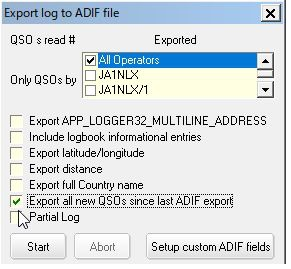 Export log to ADIF file
QSO s read # Exported
Only QSOs by
All Operators
JA1NLX
JA1NLX/1
Export APP_LOGGER32_MULTILINE_ADDRESS
Include logbook informational entries
Export latitude/longitude
Export distance
Export full Country name
Export all new QSOs since last ADIF export
Partial Log
Start Abort Setup custom ADIF fields